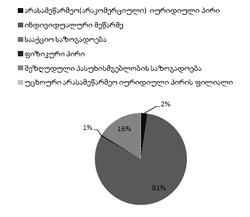 არასამეწარმეო(არაკომერციული) იურიდიული პირი
ინდივიდუალური მეწარმე
სააქციო საზოგადოება
ფიზიკური პირი
შეზღუდული პასუხისმგებლობის საზოგადოება
უცხოური არასამეწარმეო იურიდიული პირის ფილიალი
2%
1%
16%
81%